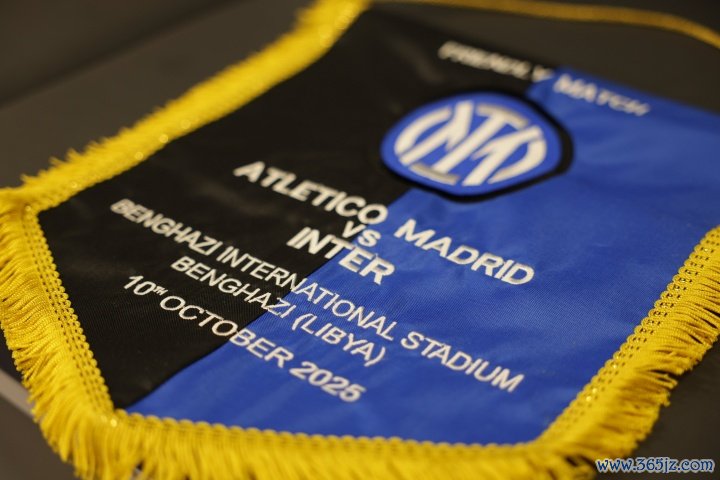 FRIENDLY MATCH
ATLETICO MADRID
VS
INTER
BENGHAZI INTERNATIONAL STADIUM
BENGHAZI (LIBYA)
10TH OCTOBER 2025
www.365jz.com